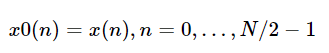 x0(n) = x(n), n = 0, . . . , N/2 − 1